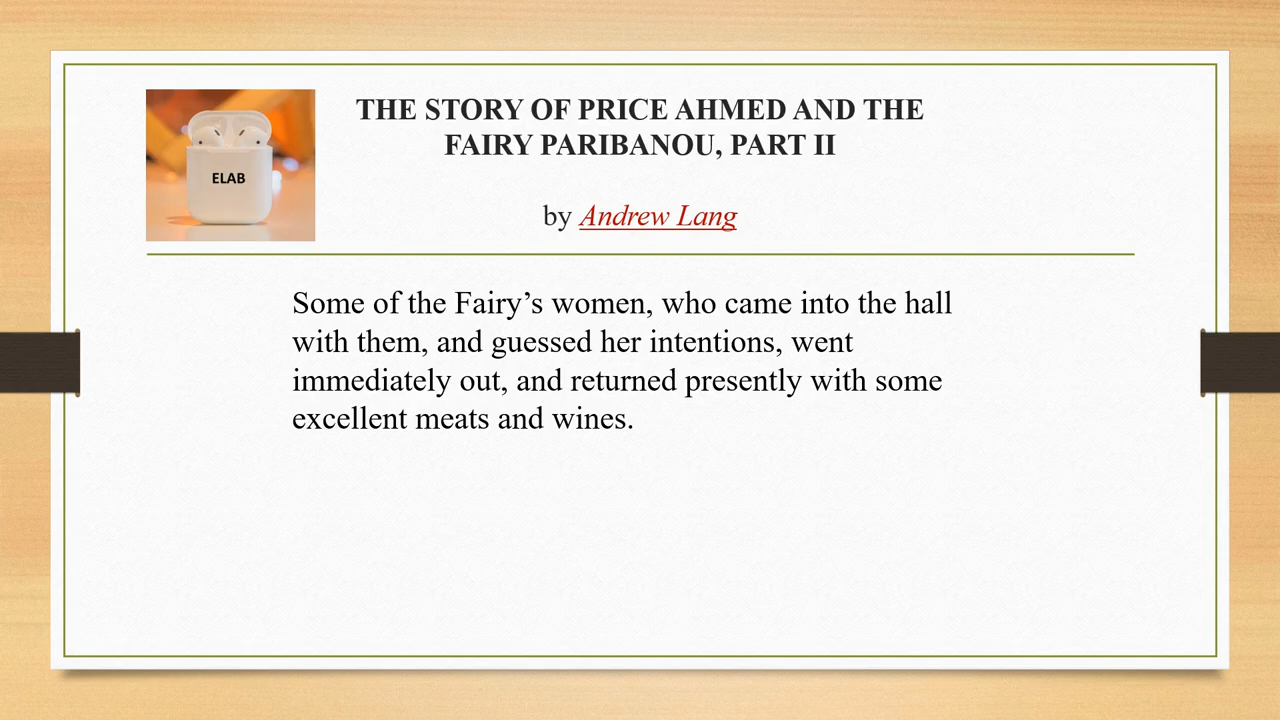 ELAB
THE STORY OF PRICE AHMED AND THE
FAIRY PARIBANOU, PART II
by Andrew Lang
Some of the Fairy’s women, who came into the hall
with them, and guessed her intentions, went
immediately out, and returned presently with some
excellent meats and wines.